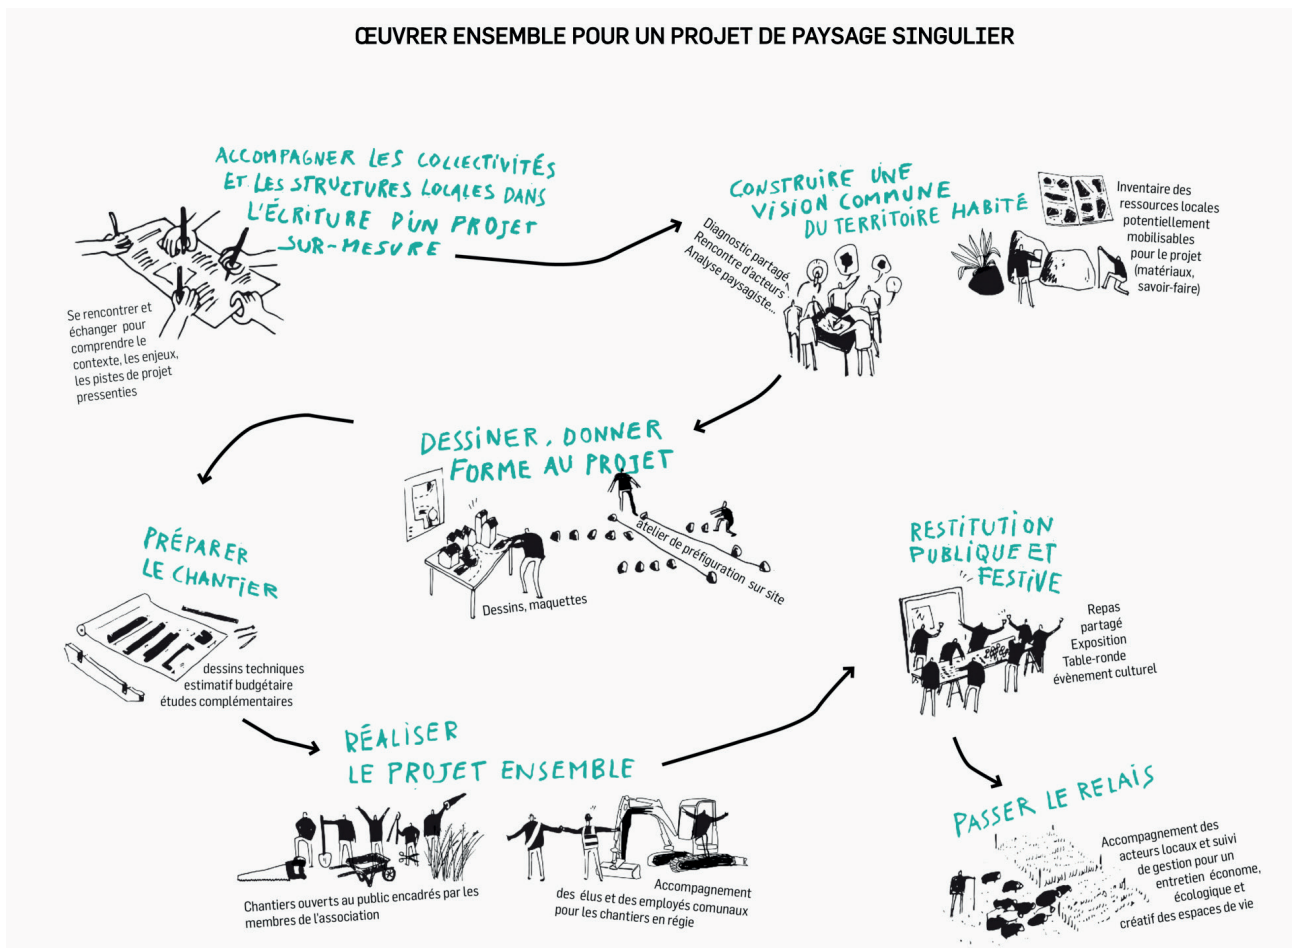 ŒUVRER ENSEMBLE POUR UN PROJET DE PAYSAGE SINGULIER
ACCOMPAGNER LES COLLECTIVITÉS
ET LES STRUCTURES LOCALES DANS
L'ÉCRITURE D'UN PROJET
SUR-MESURE
Se rencontrer et
échanger pour
comprendre le
contexte, les enjeux,
les pistes de projet
pressenties
CONSTRUIRE UNE
VISION COMMUNE
DU TERRITOIRE HABITÉ
Diagnostic partagé,
Rencontre d'acteurs
Analyse paysagiste...
Inventaire des
ressources locales
potentiellement
mobilisables
pour le projet
(matériaux,
savoir-faire)
DESSINER, DONNER
FORME AU PROJET
Dessins, maquettes
atelier de préfiguration sur site
PRÉPARER
LE CHANTIER
dessins techniques
estimatif budgétaire
études complémentaires
RÉALISER
LE PROJET ENSEMBLE
Chantiers ouverts au public encadrés par les
membres de l'association
Accompagnement
des élus et des employés comunaux
pour les chantiers en régie
RESTITUTION
PUBLIQUE ET
FESTIVE
Repas
partagé
Exposition
Table-ronde
évènement culturel
PASSER LE RELAIS
Accompagnement des
acteurs locaux et suivi
de gestion pour un
entretien économe,
écologique et
créatif des espaces de vie